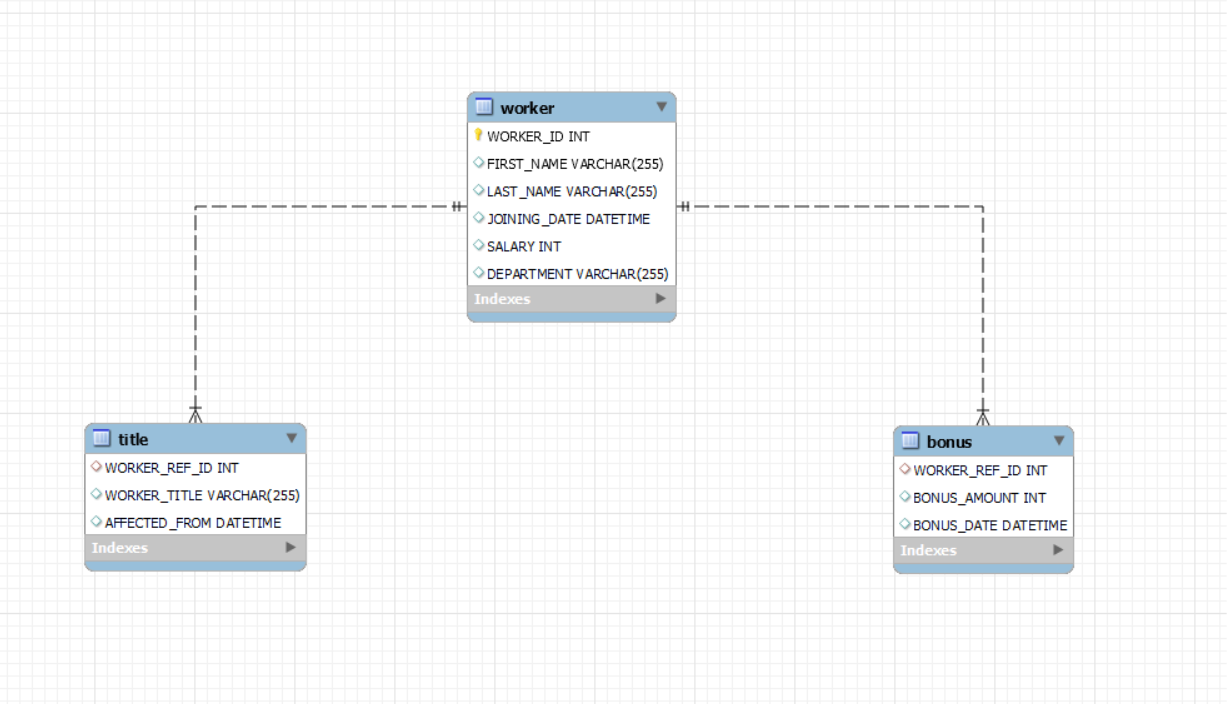 worker
WORKER_ID INT
FIRST_NAME VARCHAR(255)
LAST_NAME VARCHAR(255)
JOINING_DATE DATETIME
SALARY INT
DEPARTMENT VARCHAR(255)
Indexes
title
WORKER_REF_ID INT
WORKER_TITLE VARCHAR(255)
AFFECTED_FROM DATETIME
Indexes
bonus
WORKER_REF_ID INT
BONUS_AMOUNT INT
BONUS_DATE DATETIME
Indexes